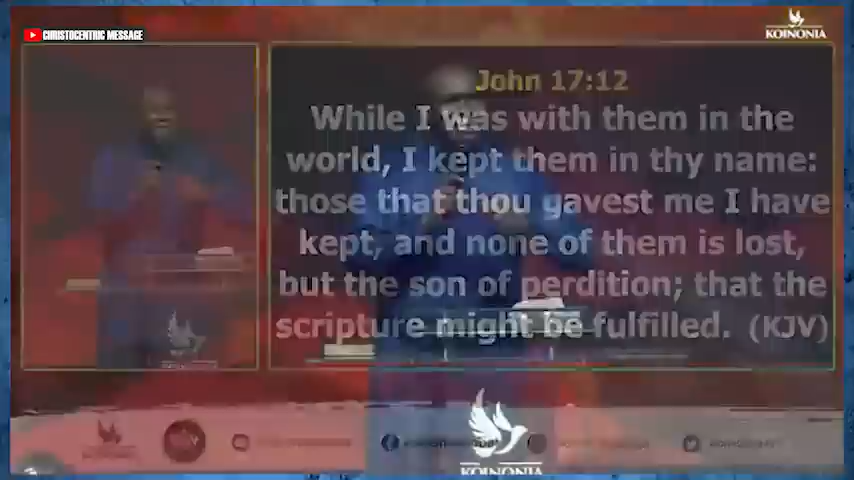 CHRISTOCENTRIC MESSAGE
KOINONIA
John 17:12
While I was with them in the
world, I kept them in thy name:
those that thou gavest me I have
kept, and none of them is lost,
but the son of perdition; that the
scripture might be fulfilled. (KJV)
KOINONIA